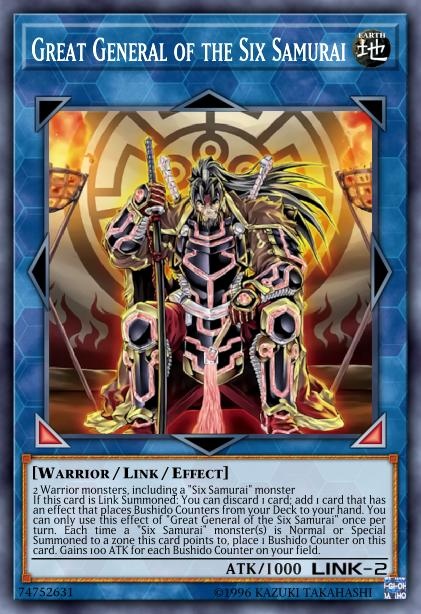 GREAT GENERAL OF THE SIX SAMURAI
EARTH
地
[WARRIOR / LINK / EFFECT]
2 Warrior monsters, including a "Six Samurai" monster
If this card is Link Summoned: You can discard 1 card; add 1 card that has
an effect that places Bushido Counters from your Deck to your hand. You
can only use this effect of "Great General of the Six Samurai" once per
turn. Each time a "Six Samurai" monster(s) is Normal or Special
Summoned to a zone this card points to, place 1 Bushido Counter on this
card. Gains 100 ATK for each Bushido Counter on your field.
ATK/1000 LINK-2
74752631 ©1996 KAZUKI TAKAHASHI